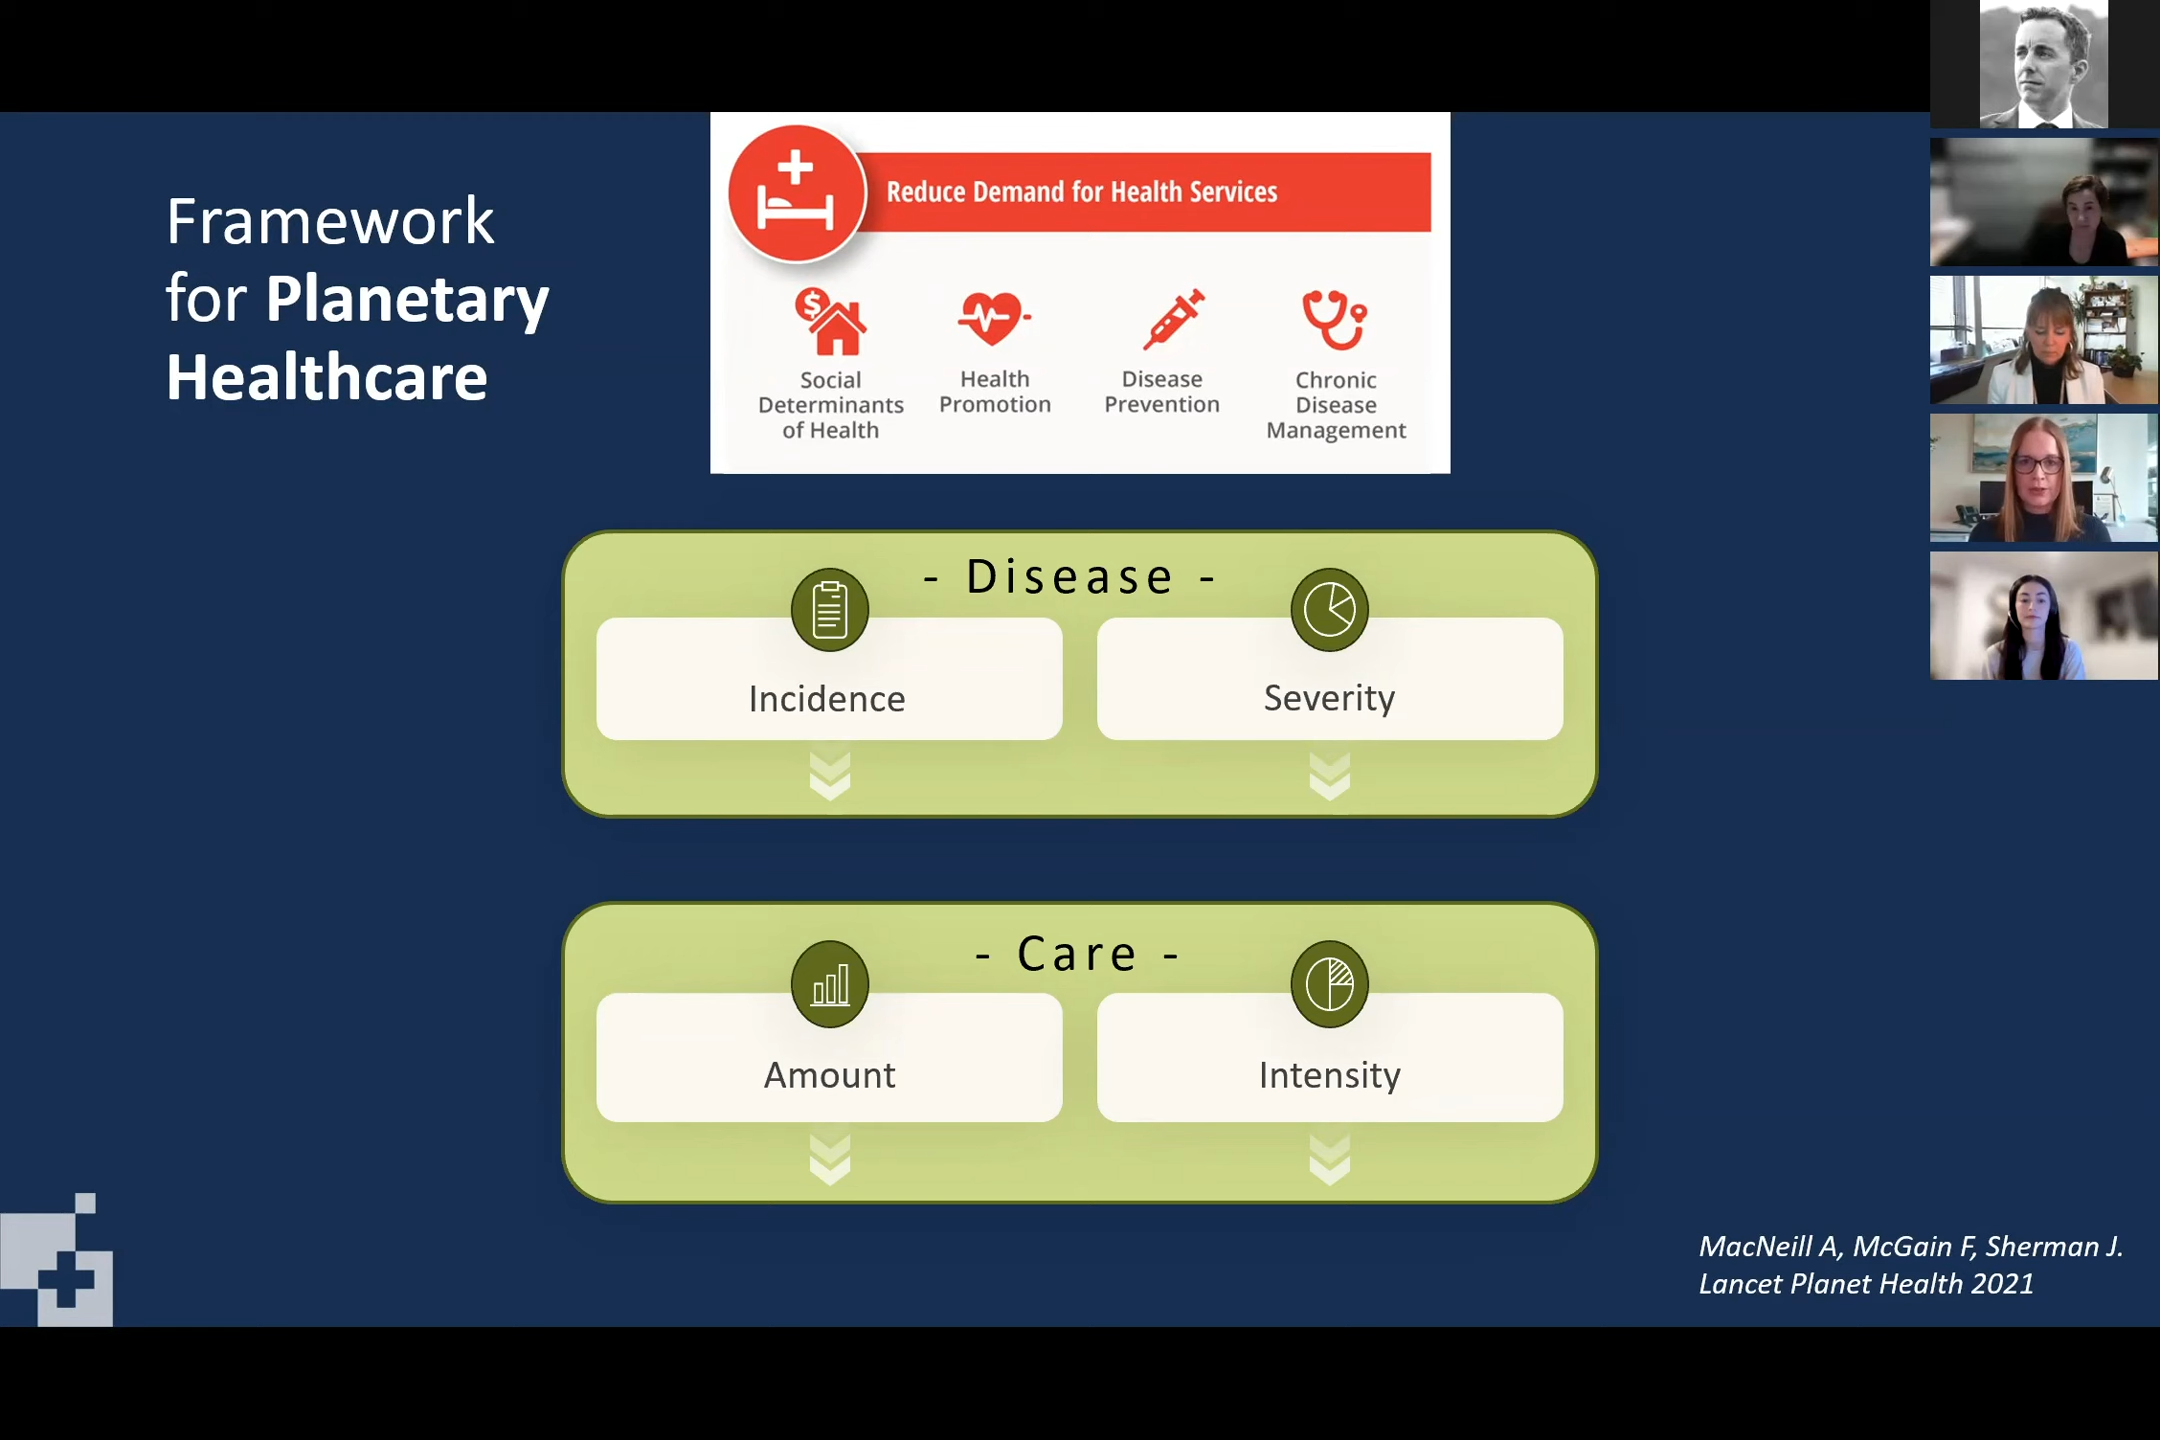 Framework
for Planetary
Healthcare
Reduce Demand for Health Services
Social
Determinants
of Health
Health
Promotion
Disease
Prevention
Chronic
Disease
Management
- Disease -
Incidence
Severity
- Care -
Amount
Intensity
MacNeill A, McGain F, Sherman J.
Lancet Planet Health 2021